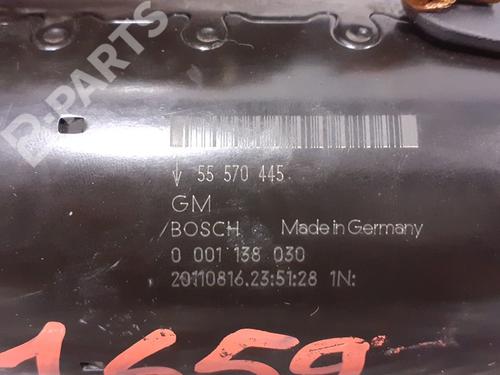 B-PARTS
55 570 445
GM
/BOSCH Made in Germany
0 001 138 030
20110816.23:51:28 1N:
1659